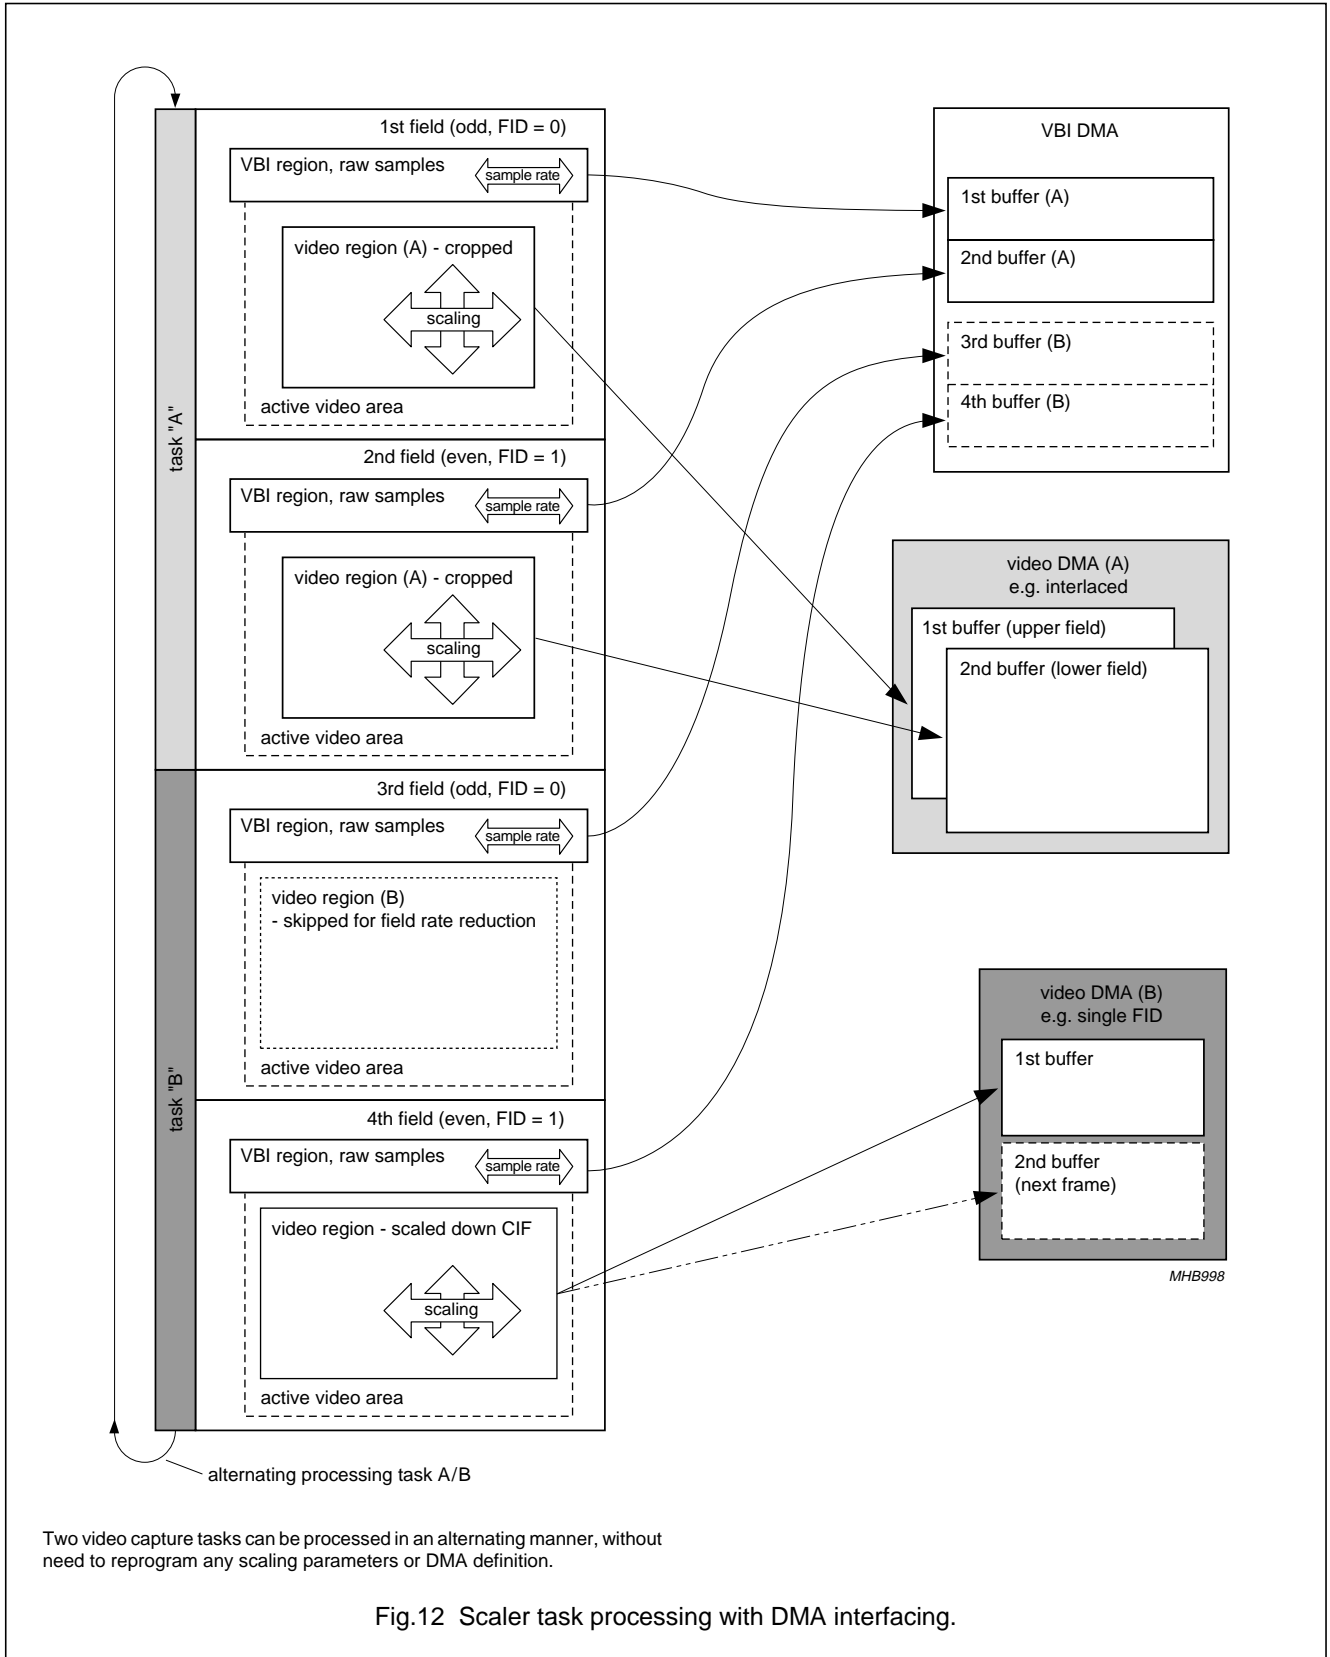 1st field (odd, FID = 0)
VBI region, raw samples
sample rate
video region (A) - cropped
scaling
active video area
task "A"
2nd field (even, FID = 1)
VBI region, raw samples
sample rate
video region (A) - cropped
scaling
active video area
3rd field (odd, FID = 0)
VBI region, raw samples
sample rate
video region (B)
- skipped for field rate reduction
active video area
task "B"
4th field (even, FID = 1)
VBI region, raw samples
sample rate
video region - scaled down CIF
scaling
active video area
alternating processing task A/B
VBI DMA
1st buffer (A)
2nd buffer (A)
3rd buffer (B)
4th buffer (B)
video DMA (A)
e.g. interlaced
1st buffer (upper field)
2nd buffer (lower field)
video DMA (B)
e.g. single FID
1st buffer
2nd buffer
(next frame)
MHB998
Two video capture tasks can be processed in an alternating manner, without
need to reprogram any scaling parameters or DMA definition.
Fig.12 Scaler task processing with DMA interfacing.